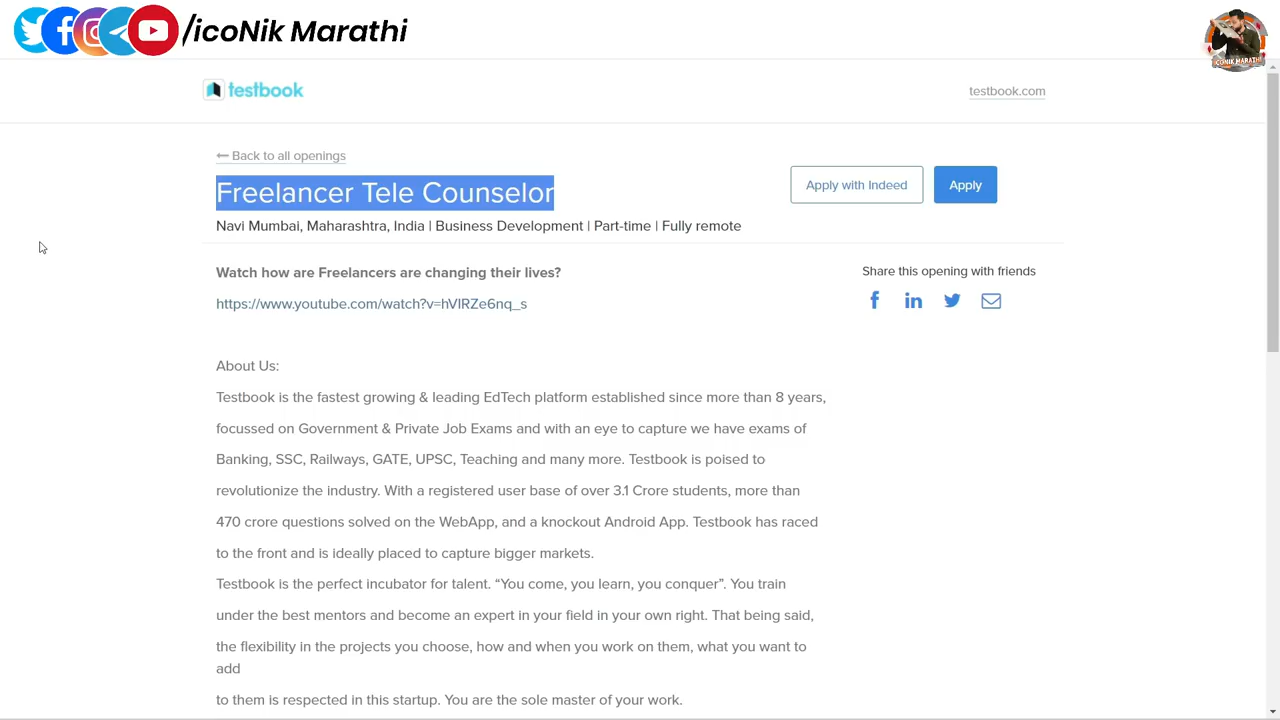 /icoNik Marathi
ICONIK MARATHI
testbook
testbook.com
Back to all openings
Freelancer Tele Counselor
Apply with Indeed
Apply
Navi Mumbai, Maharashtra, India | Business Development | Part-time | Fully remote
Watch how are Freelancers are changing their lives?
Share this opening with friends
https://www.youtube.com/watch?v=hVIRZe6nq_s
About Us:
Testbook is the fastest growing & leading EdTech platform established since more than 8 years,
focussed on Government & Private Job Exams and with an eye to capture we have exams of
Banking, SSC, Railways, GATE, UPSC, Teaching and many more. Testbook is poised to
revolutionize the industry. With a registered user base of over 3.1 Crore students, more than
470 crore questions solved on the WebApp, and a knockout Android App. Testbook has raced
to the front and is ideally placed to capture bigger markets.
Testbook is the perfect incubator for talent. “You come, you learn, you conquer”. You train
under the best mentors and become an expert in your field in your own right. That being said,
the flexibility in the projects you choose, how and when you work on them, what you want to
add
to them is respected in this startup. You are the sole master of your work.